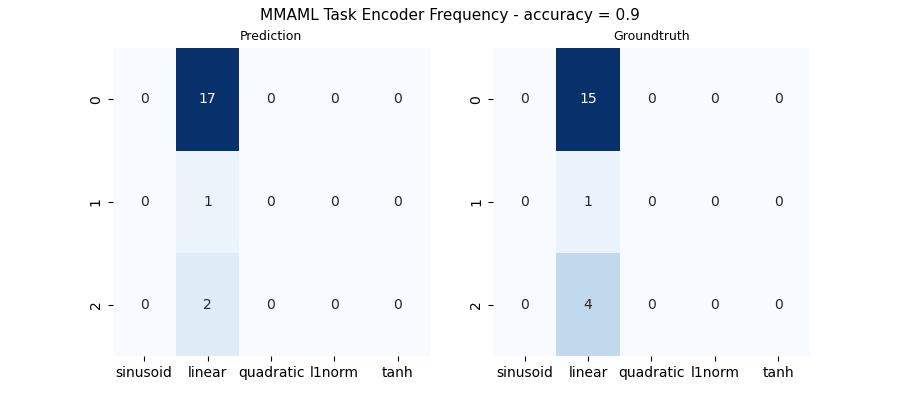 MMAML Task Encoder Frequency - accuracy = 0.9
Prediction
0 0 17 0 0 0
1 0 1 0 0 0
2 0 2 0 0 0
sinusoid linear quadratic l1norm tanh
Groundtruth
0 0 15 0 0 0
1 0 1 0 0 0
2 0 4 0 0 0
sinusoid linear quadratic l1norm tanh